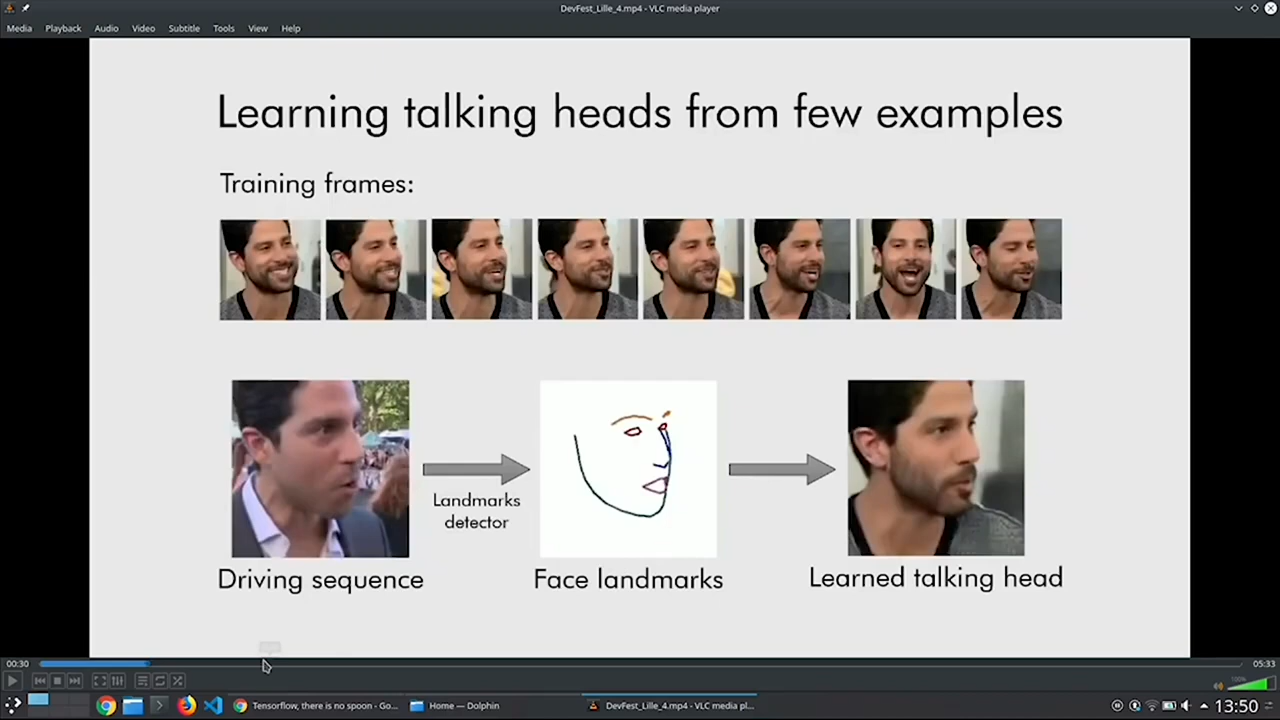 DevFest_Lille_4.mp4 - VLC media player
Media Playback Audio Video Subtitle Tools View Help
Learning talking heads from few examples
Training frames:
Landmarks
detector
Driving sequence
Face landmarks
Learned talking head
00:30
05:33
100%
Tensorflow, there is no spoon - Go...
Home — Dolphin
DevFest_Lille_4.mp4 - VLC media pl...
13:50